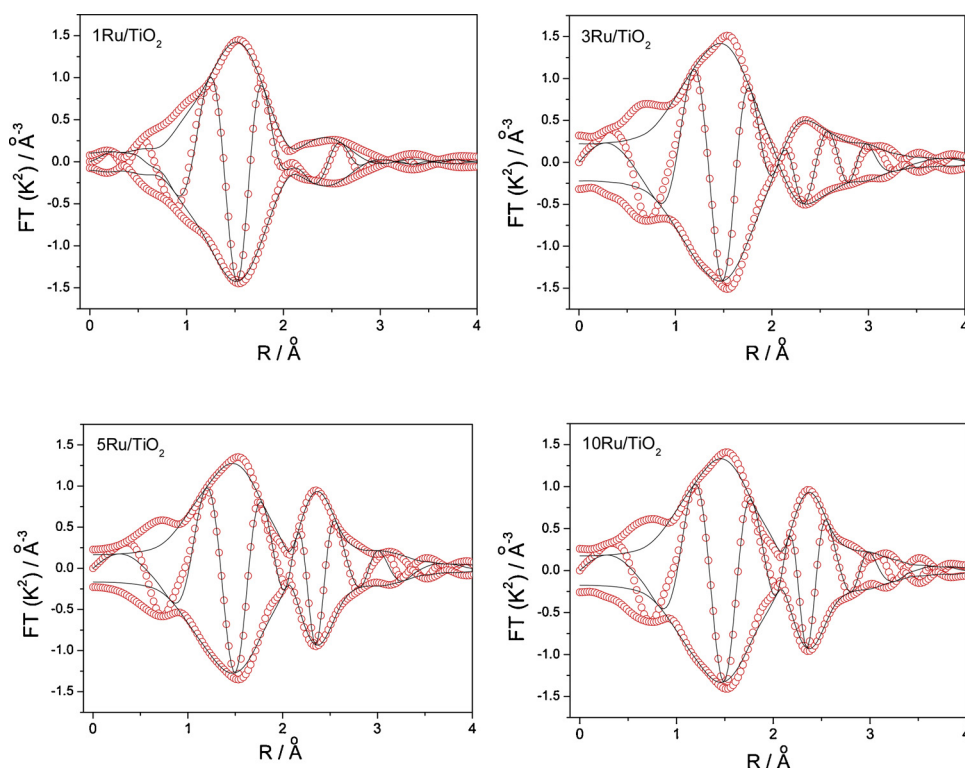 1Ru/TiO₂
FT (K²) / Å⁻³
1.5
1.0
0.5
0.0
-0.5
-1.0
-1.5
0 1 2 3 4
R / Å
3Ru/TiO₂
FT (K²) / Å⁻³
1.5
1.0
0.5
0.0
-0.5
-1.0
-1.5
0 1 2 3 4
R / Å
5Ru/TiO₂
FT (K²) / Å⁻³
1.5
1.0
0.5
0.0
-0.5
-1.0
-1.5
0 1 2 3 4
R / Å
10Ru/TiO₂
FT (K²) / Å⁻³
1.5
1.0
0.5
0.0
-0.5
-1.0
-1.5
0 1 2 3 4
R / Å